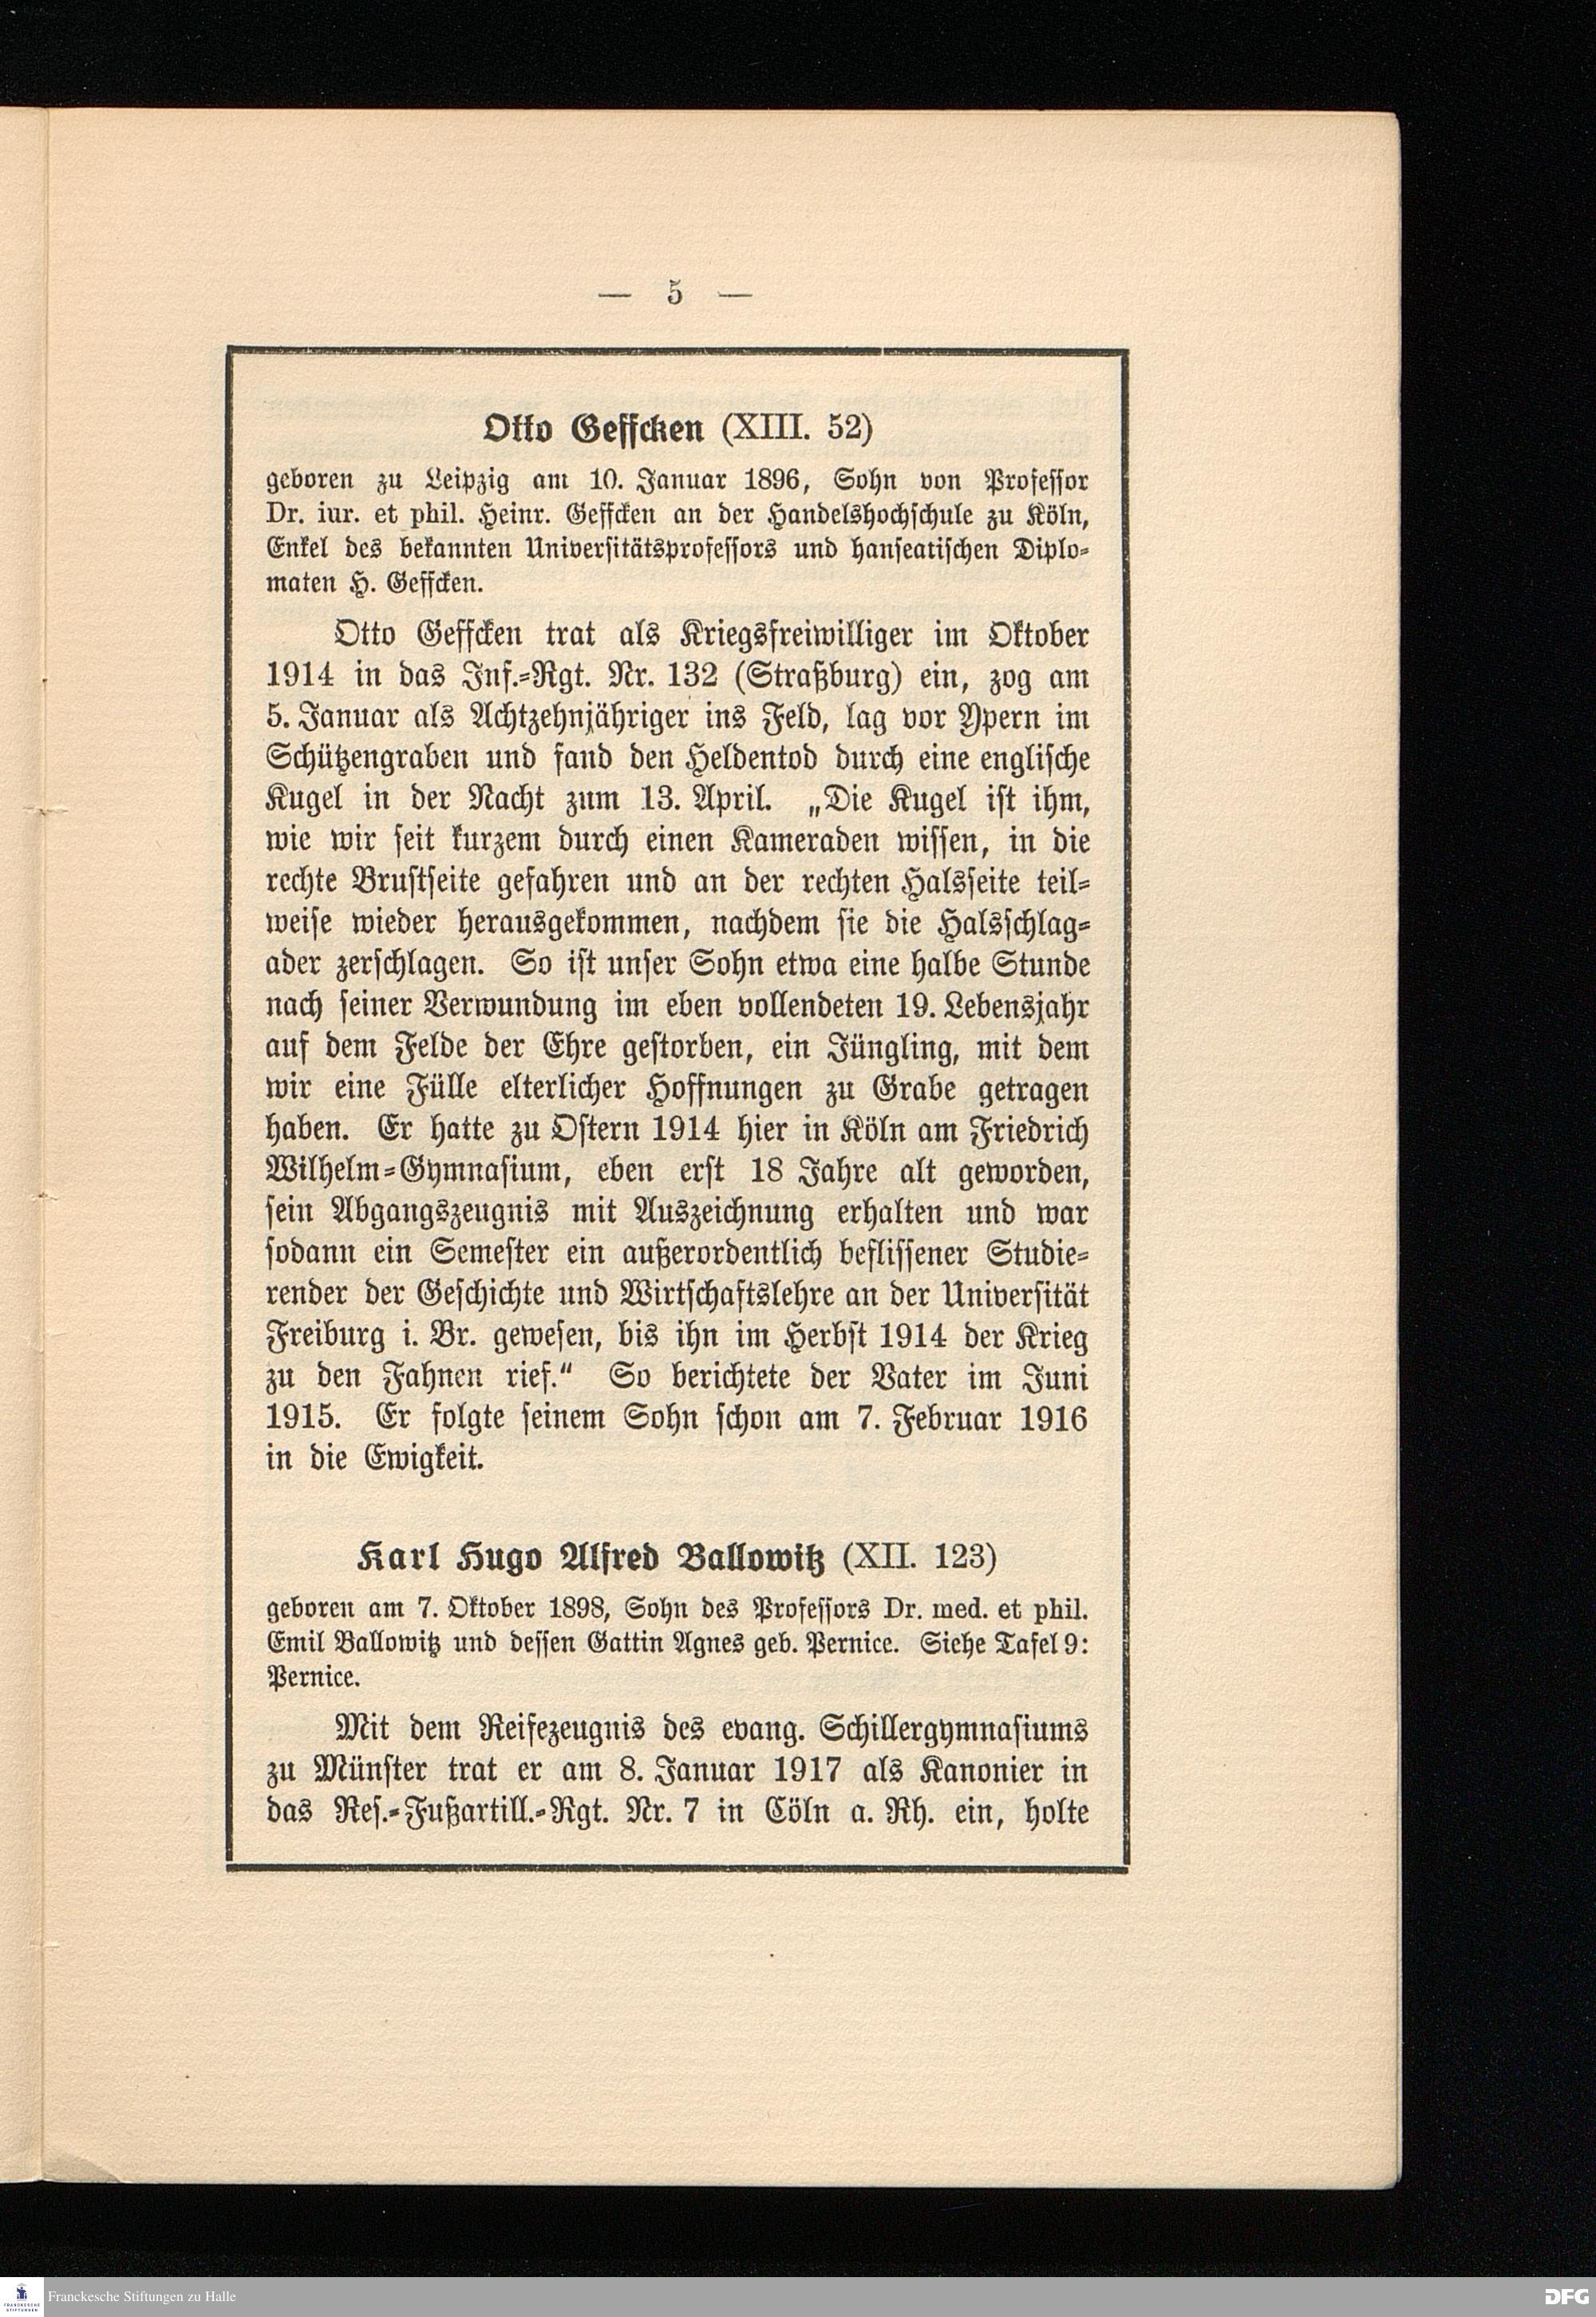 — 5 —
Otto Geffcken (XIII. 52)
geboren zu Leipzig am 10. Januar 1896, Sohn von Professor
Dr. iur. et phil. Heinr. Geffcken an der Handelshochschule zu Köln,
Enkel des bekannten Universitätsprofessors und hanseatischen Diplo-
maten H. Geffcken.
Otto Geffcken trat als Kriegsfreiwilliger im Oktober
1914 in das Inf.-Rgt. Nr. 132 (Straßburg) ein, zog am
5. Januar als Achtzehnjähriger ins Feld, lag vor Ypern im
Schützengraben und fand den Heldentod durch eine englische
Kugel in der Nacht zum 13. April. „Die Kugel ist ihm,
wie wir seit kurzem durch einen Kameraden wissen, in die
rechte Brustseite gefahren und an der rechten Halsseite teil-
weise wieder herausgekommen, nachdem sie die Halsschlag-
ader zerschlagen. So ist unser Sohn etwa eine halbe Stunde
nach seiner Verwundung im eben vollendeten 19. Lebensjahr
auf dem Felde der Ehre gestorben, ein Jüngling, mit dem
wir eine Fülle elterlicher Hoffnungen zu Grabe getragen
haben. Er hatte zu Ostern 1914 hier in Köln am Friedrich
Wilhelm-Gymnasium, eben erst 18 Jahre alt geworden,
sein Abgangszeugnis mit Auszeichnung erhalten und war
sodann ein Semester ein außerordentlich beflissener Studie-
render der Geschichte und Wirtschaftslehre an der Universität
Freiburg i. Br. gewesen, bis ihn im Herbst 1914 der Krieg
zu den Fahnen rief.“ So berichtete der Vater im Juni
1915. Er folgte seinem Sohn schon am 7. Februar 1916
in die Ewigkeit.
Karl Hugo Alfred Ballowitz (XII. 123)
geboren am 7. Oktober 1898, Sohn des Professors Dr. med. et phil.
Emil Ballowitz und dessen Gattin Agnes geb. Pernice. Siehe Tafel 9:
Pernice.
Mit dem Reifezeugnis des evang. Schillergymnasiums
zu Münster trat er am 8. Januar 1917 als Kanonier in
das Res.-Fußartill.-Rgt. Nr. 7 in Cöln a. Rh. ein, holte
FRANCKESCHE
STIFTUNGEN
Franckesche Stiftungen zu Halle
DFG